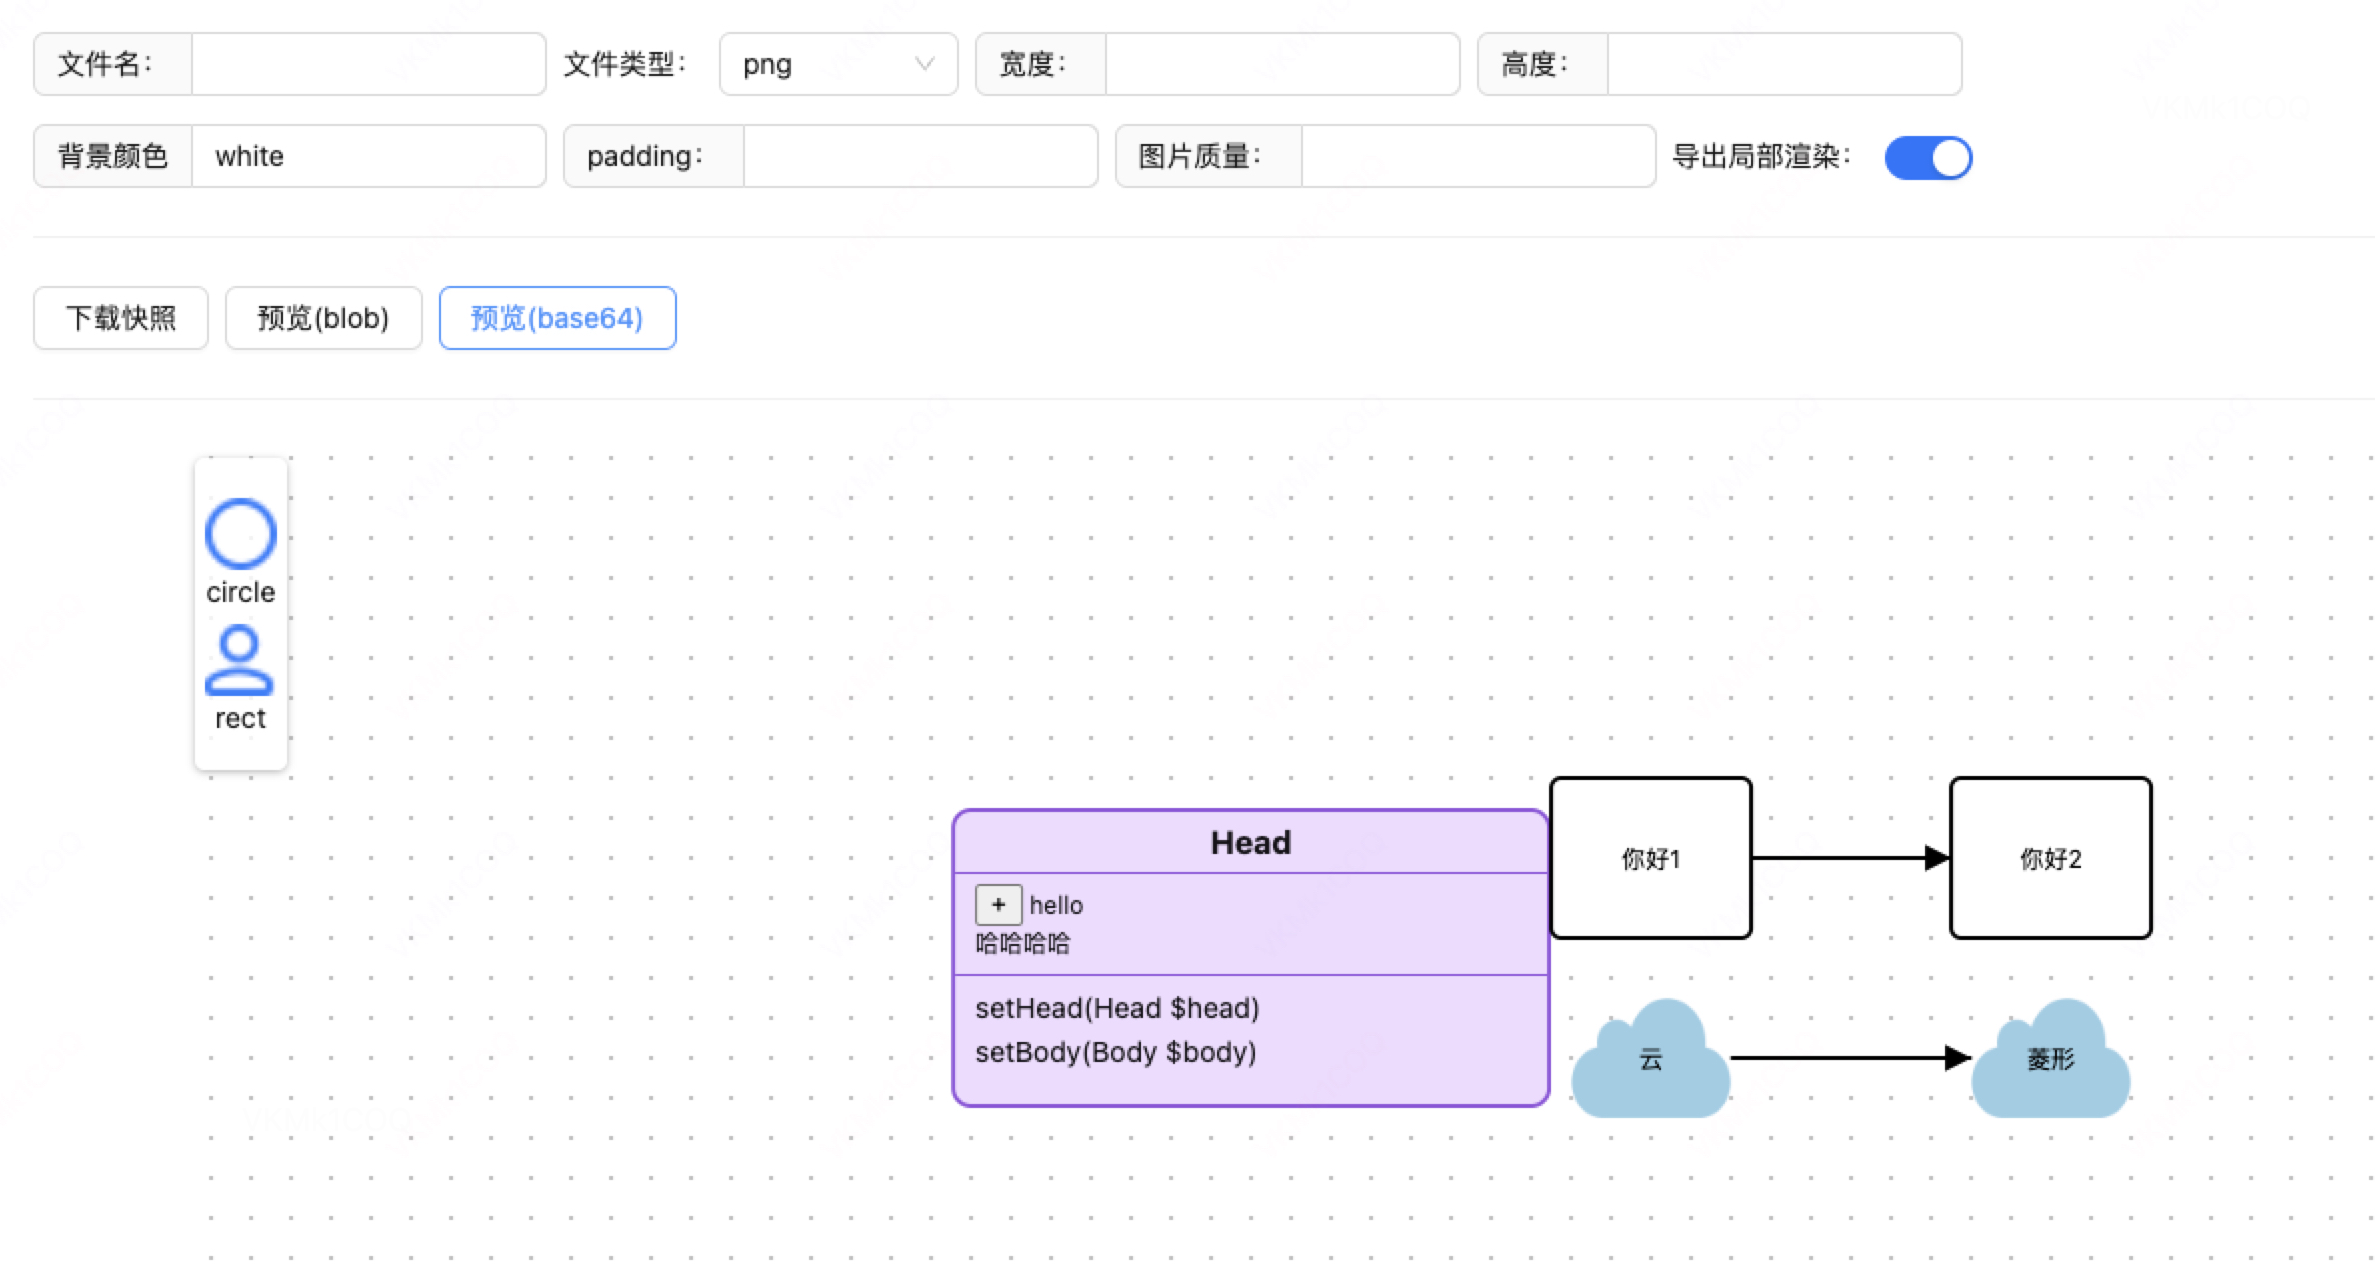 文件名：
文件类型：
png
宽度：
高度：
背景颜色
white
padding：
图片质量：
导出局部渲染：
下载快照
预览(blob)
预览(base64)
circle
rect
Head
+ hello
哈哈哈哈
setHead(Head $head)
setBody(Body $body)
你好1
你好2
云
菱形